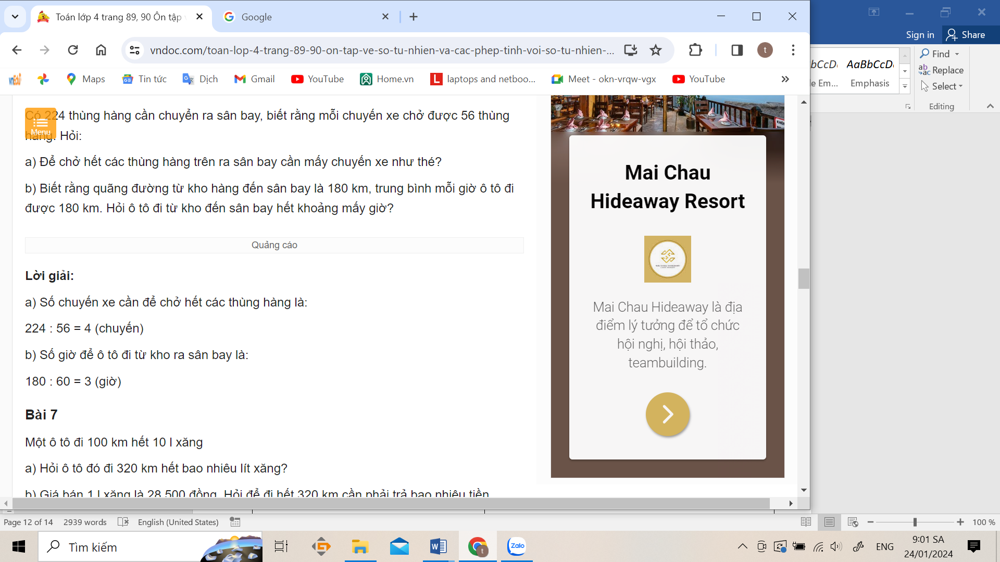 Toán lớp 4 trang 89, 90 Ôn tập
Google
Sign in
Share
vndoc.com/toan-lop-4-trang-89-90-on-tap-ve-so-tu-nhien-va-cac-phep-tinh-voi-so-tu-nhien-...
t
AaBbCcD
Find
Replace
Select
Emphasis
Editing
vnEdu
Maps
Tin tức
Dịch
Gmail
YouTube
Home.vn
laptops and netboo...
Meet - okn-vrqw-vgx
YouTube
Có 224 thùng hàng cần chuyển ra sân bay, biết rằng mỗi chuyến xe chở được 56 thùng
hàng. Hỏi:
Menu
a) Để chở hết các thùng hàng trên ra sân bay cần mấy chuyến xe như thé?
b) Biết rằng quãng đường từ kho hàng đến sân bay là 180 km, trung bình mỗi giờ ô tô đi
được 180 km. Hỏi ô tô đi từ kho đến sân bay hết khoảng mấy giờ?
Quảng cáo
Lời giải:
a) Số chuyến xe cần để chở hết các thùng hàng là:
224 : 56 = 4 (chuyến)
b) Số giờ để ô tô đi từ kho ra sân bay là:
180 : 60 = 3 (giờ)
Bài 7
Một ô tô đi 100 km hết 10 l xăng
a) Hỏi ô tô đó đi 320 km hết bao nhiêu lít xăng?
b) Giá bán 1 l xăng là 28 500 đồng. Hỏi để đi hết 320 km cần phải trả bao nhiêu tiền
Mai Chau
Hideaway Resort
Mai Chau Hideaway là địa
điểm lý tưởng để tổ chức
hội nghị, hội thảo,
teambuilding.
Page 12 of 14
2939 words
English (United States)
100 %
Tìm kiếm
Zalo
ENG
9:01 SA
24/01/2024